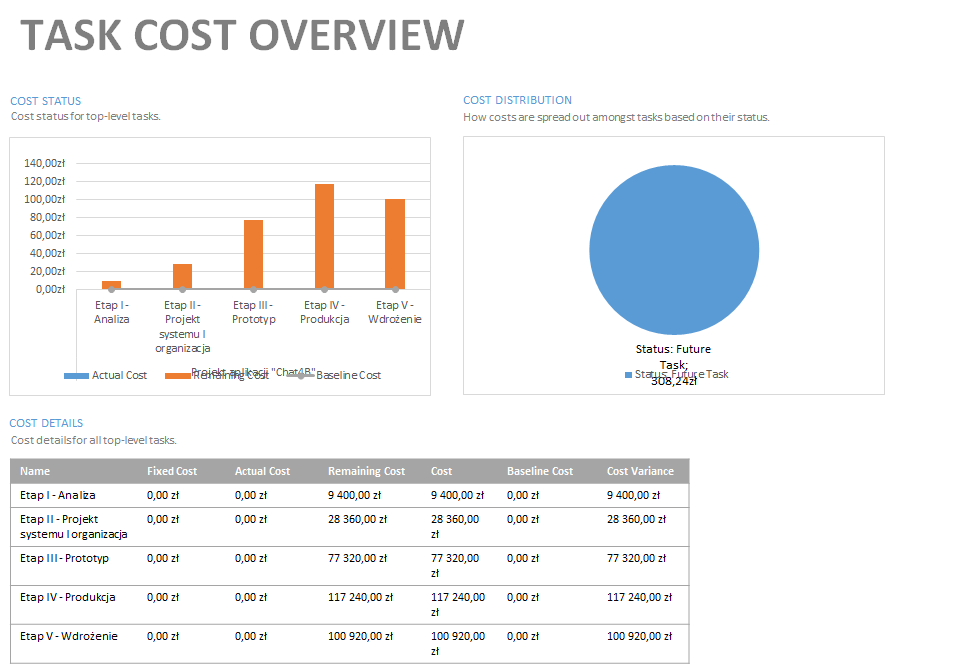 TASK COST OVERVIEW
COST STATUS
Cost status for top-level tasks.
140,00zł
120,00zł
100,00zł
80,00zł
60,00zł
40,00zł
20,00zł
0,00zł
Etap I -
Analiza
Etap II -
Projekt
systemu I
organizacja
Etap III -
Prototyp
Etap IV -
Produkcja
Etap V -
Wdrożenie
Projekt aplikacji "Chat4B"
Actual Cost
Remaining Cost
Baseline Cost
COST DISTRIBUTION
How costs are spread out amongst tasks based on their status.
Status: Future
Task;
308,24zł
Status: Future Task
COST DETAILS
Cost details for all top-level tasks.
Name Fixed Cost Actual Cost Remaining Cost Cost Baseline Cost Cost Variance
Etap I - Analiza 0,00 zł 0,00 zł 9 400,00 zł 9 400,00 zł 0,00 zł 9 400,00 zł
Etap II - Projekt 0,00 zł 0,00 zł 28 360,00 zł 28 360,00 0,00 zł 28 360,00 zł
systemu I organizacja zł
Etap III - Prototyp 0,00 zł 0,00 zł 77 320,00 zł 77 320,00 0,00 zł 77 320,00 zł
zł
Etap IV - Produkcja 0,00 zł 0,00 zł 117 240,00 zł 117 240,00 0,00 zł 117 240,00 zł
zł
Etap V - Wdrożenie 0,00 zł 0,00 zł 100 920,00 zł 100 920,00 0,00 zł 100 920,00 zł
zł